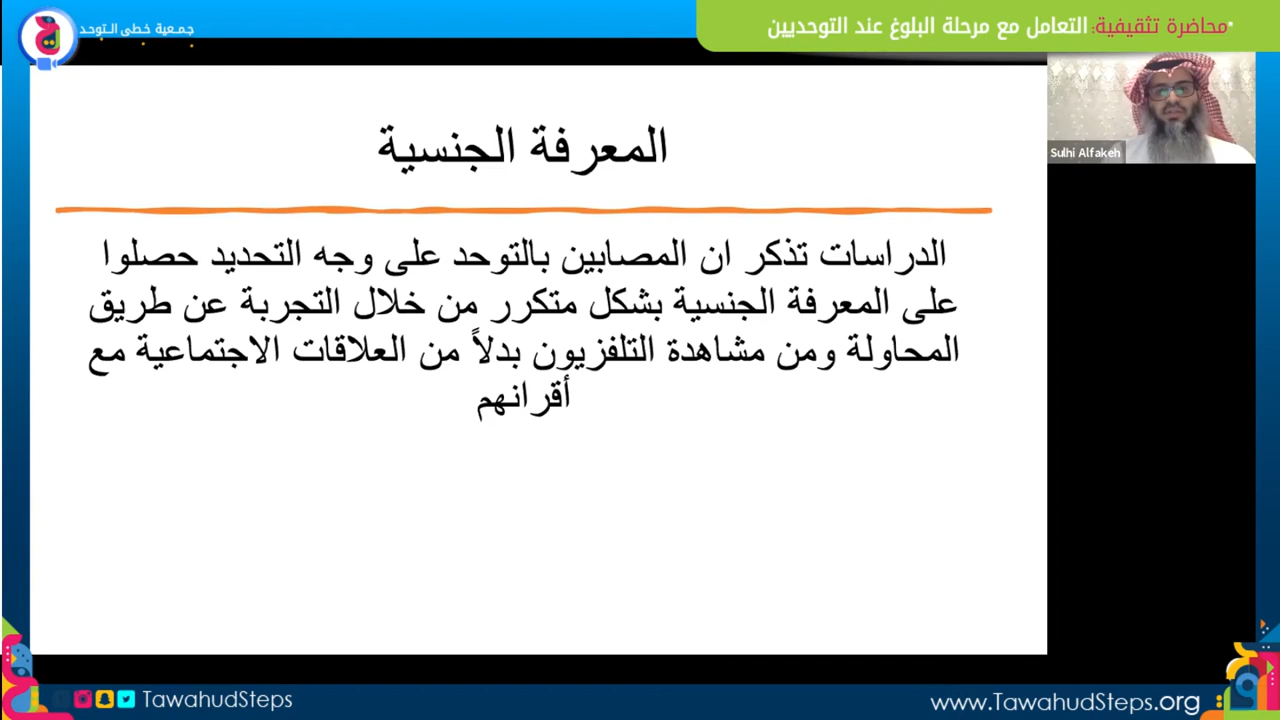 جمعية خطى التوحد
•محاضرة تثقيفية: التعامل مع مرحلة البلوغ عند التوحديين
Sulhi Alfakeh
المعرفة الجنسية
الدراسات تذكر ان المصابين بالتوحد على وجه التحديد حصلوا
على المعرفة الجنسية بشكل متكرر من خلال التجربة عن طريق
المحاولة ومن مشاهدة التلفزيون بدلاً من العلاقات الاجتماعية مع
أقرانهم
TawahudSteps
www.TawahudSteps.org